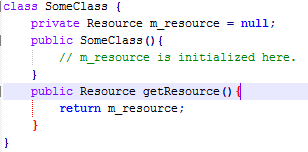 class SomeClass {
    private Resource m_resource = null;
    public SomeClass(){
        // m_resource is initialized here.
    }
    public Resource getResource(){
        return m_resource;
    }
}